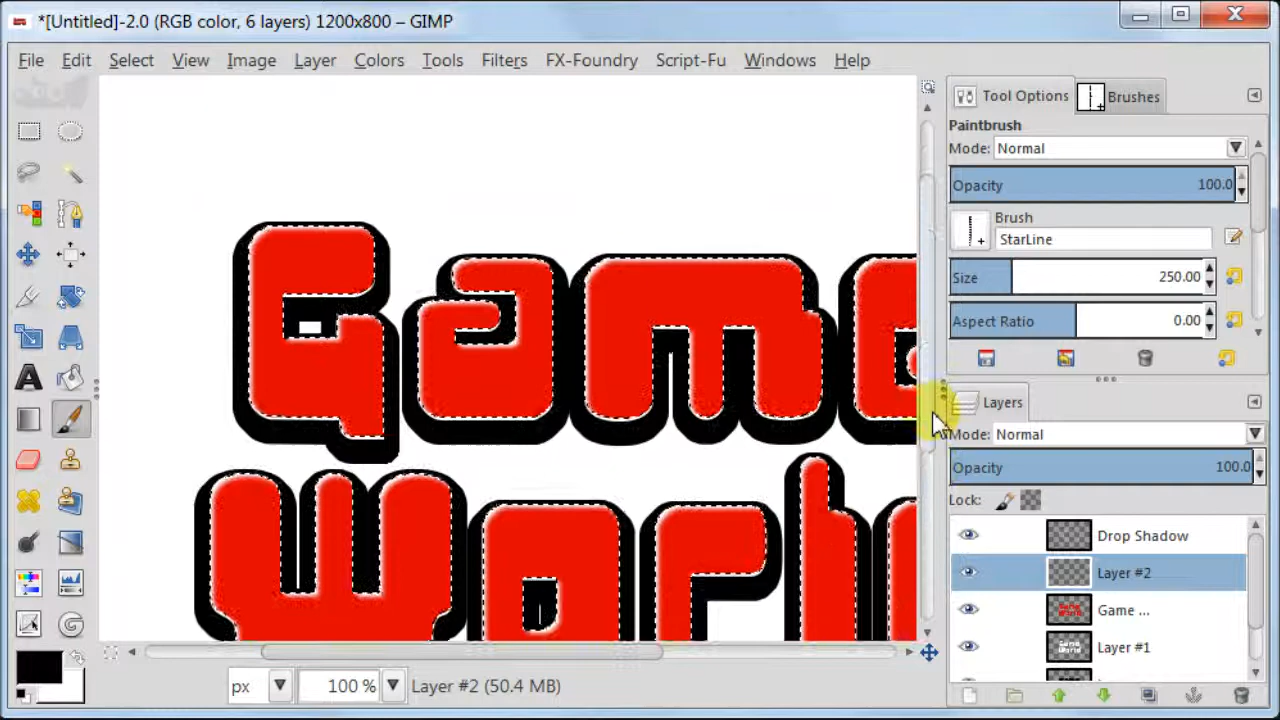 *[Untitled]-2.0 (RGB color, 6 layers) 1200x800 – GIMP
File Edit Select View Image Layer Colors Tools Filters FX-Foundry Script-Fu Windows Help
Tool Options Brushes
Paintbrush
Mode: Normal
Opacity 100.0
Brush
StarLine
Size 250.00
Aspect Ratio 0.00
Layers
Mode: Normal
Opacity 100.0
Lock:
Drop Shadow
Layer #2
Game ...
Layer #1
Game
px 100 % Layer #2 (50.4 MB)